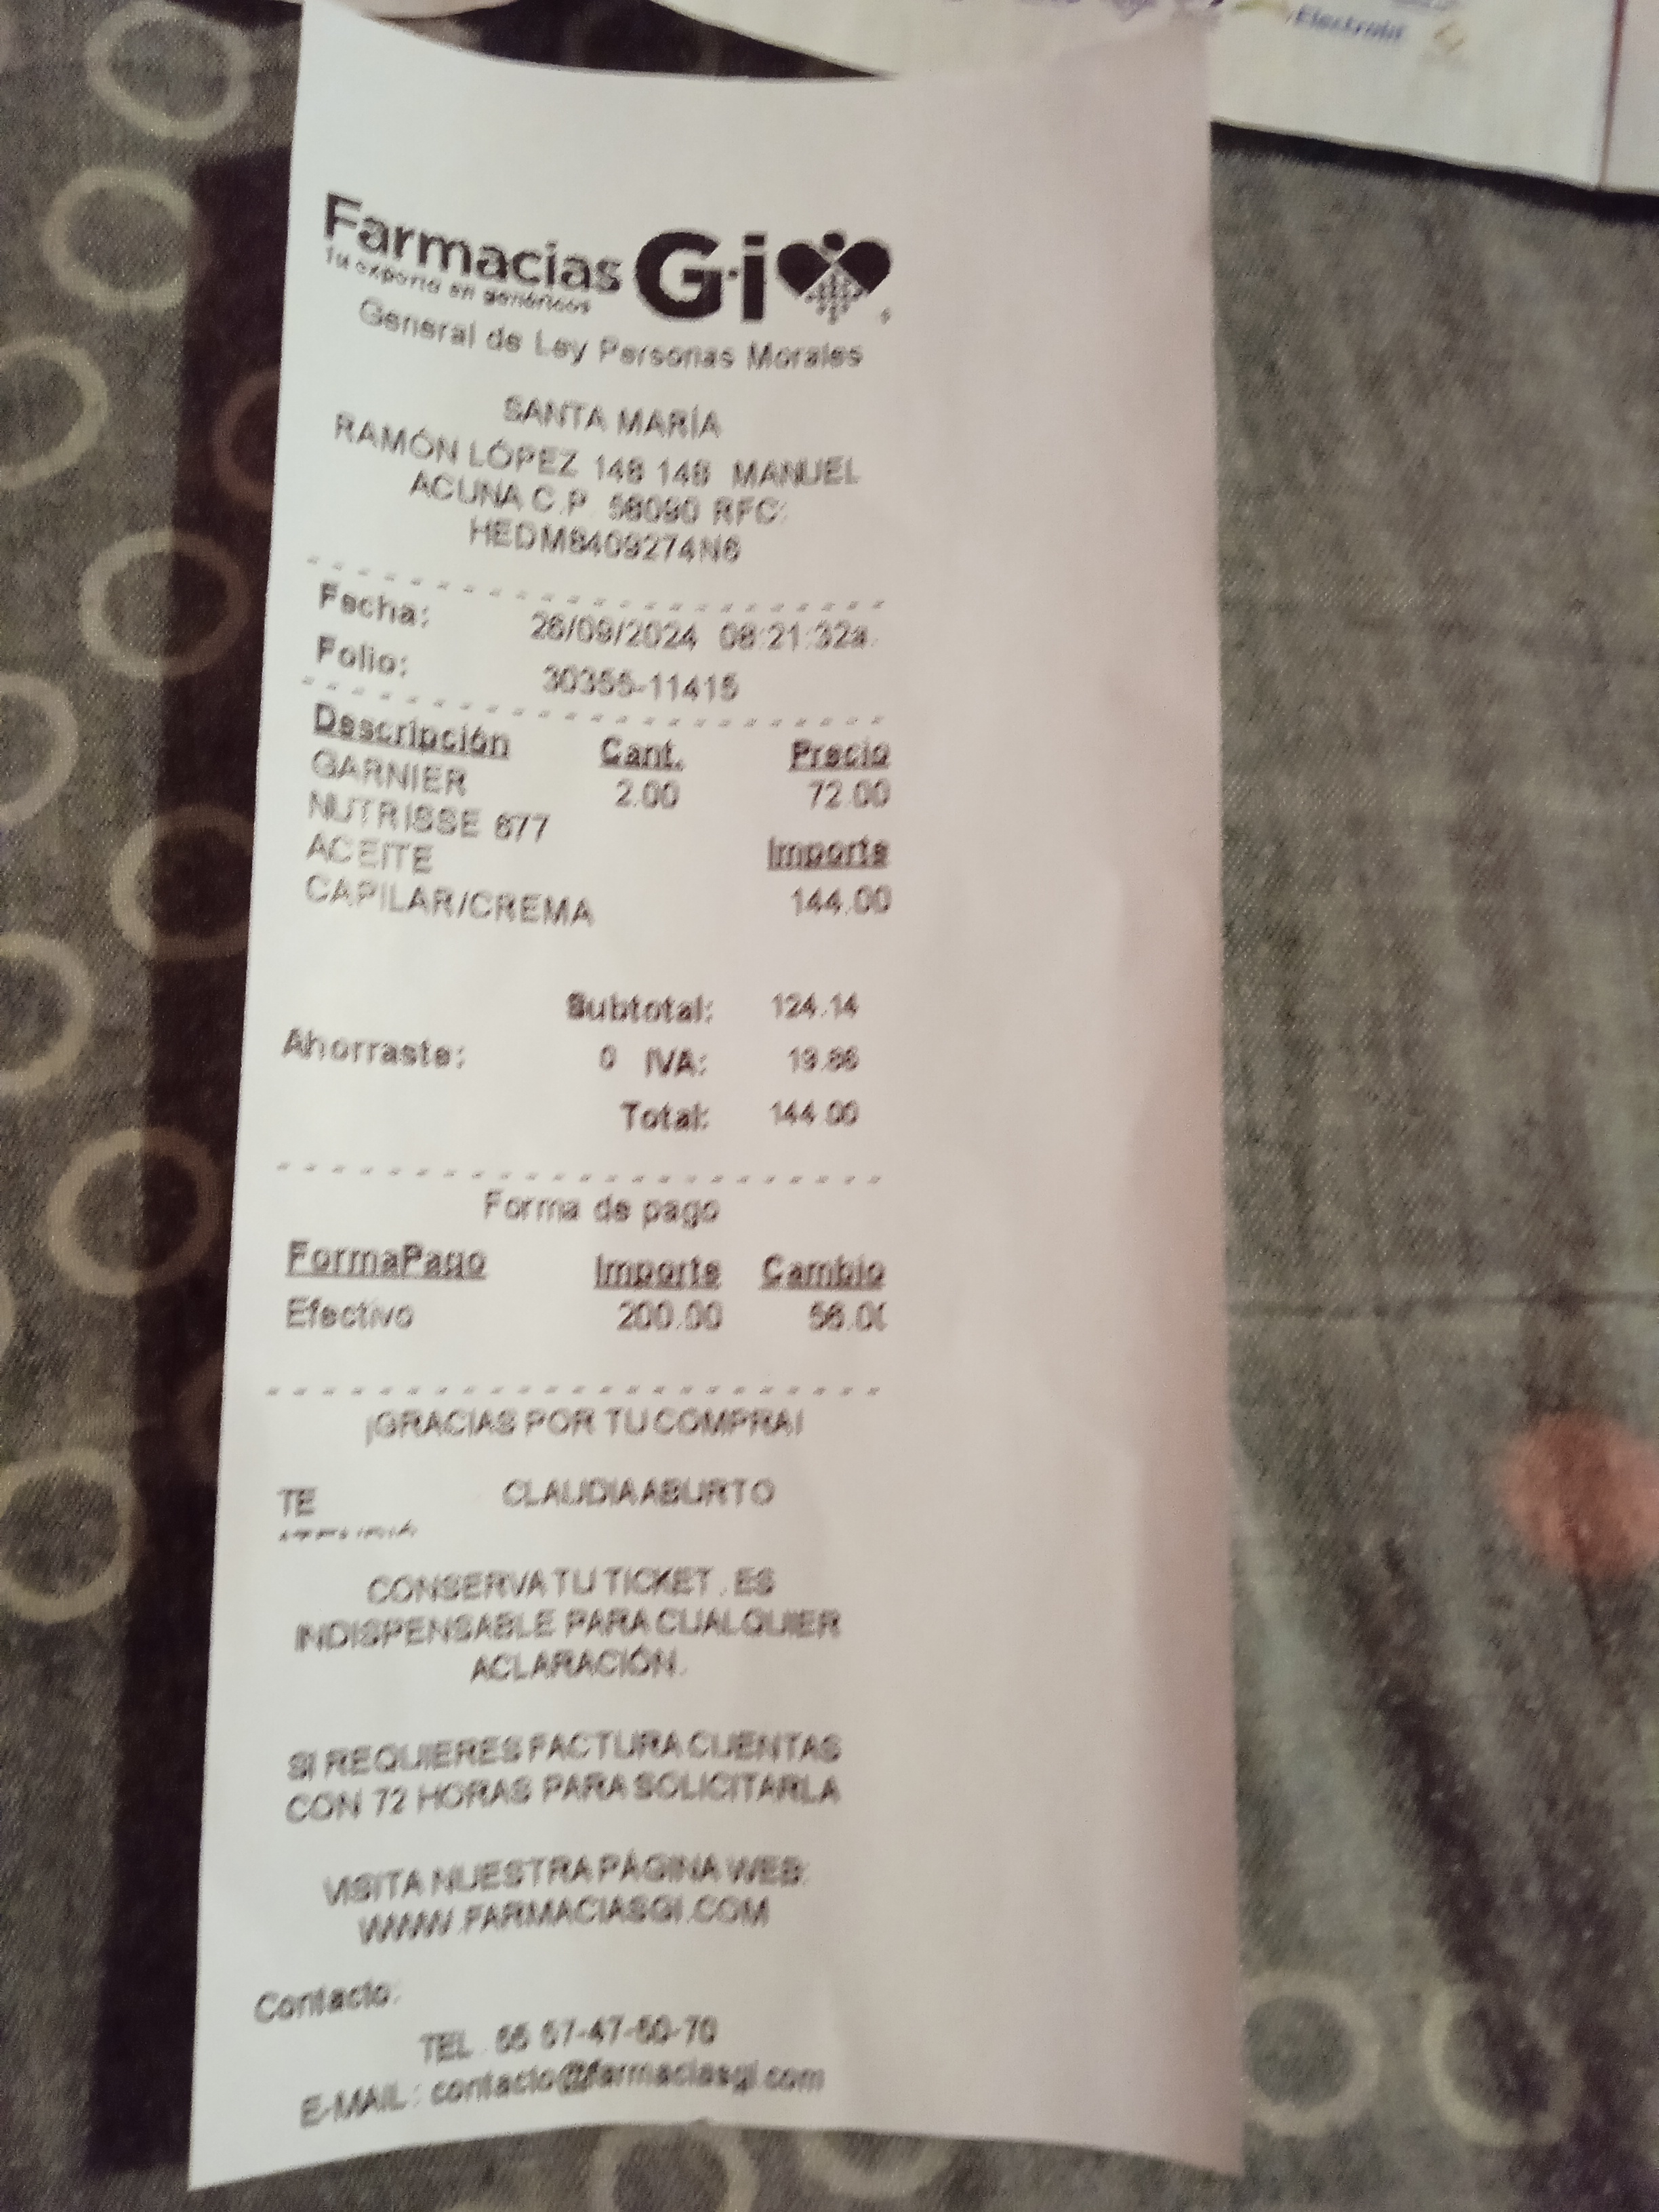 Electrolit
Farmacias G·i
Tu experto en genéricos
General de Ley Personas Morales
SANTA MARÍA
RAMÓN LÓPEZ 148 148 MANUEL
ACUNA C.P. 58090 RFC:
HEDM8409274N6
Fecha: 26/09/2024 08:21:32a.
Folio: 30355-11415
Descripción Cant. Precio
GARNIER 2.00 72.00
NUTRISSE 677
ACEITE Importe
CAPILAR/CREMA 144.00
Subtotal: 124.14
Ahorraste: 0 IVA: 19.86
Total: 144.00
Forma de pago
FormaPago Importe Cambio
Efectivo 200.00 56.00
¡GRACIAS POR TU COMPRA!
TE CLAUDIA ABURTO
CONSERVA TU TICKET . ES
INDISPENSABLE PARA CUALQUIER
ACLARACIÓN.
SI REQUIERES FACTURA CUENTAS
CON 72 HORAS PARA SOLICITARLA
VISITA NUESTRA PÁGINA WEB:
WWW.FARMACIASGI.COM
Contacto:
TEL. 55 57-47-50-70
E-MAIL: contacto@farmaciasgi.com